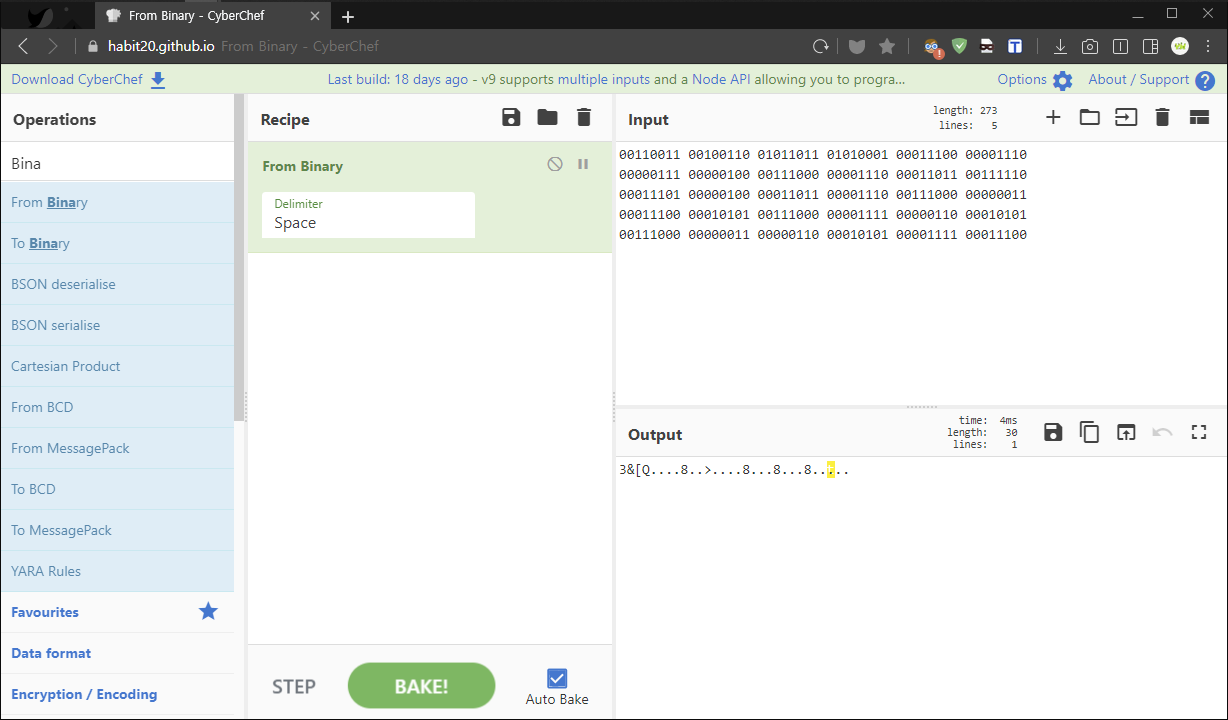 From Binary - CyberChef
habit20.github.io From Binary - CyberChef
Download CyberChef
Last build: 18 days ago - v9 supports multiple inputs and a Node API allowing you to progra...
Options
About / Support
Operations
Bina
From Binary
To Binary
BSON deserialise
BSON serialise
Cartesian Product
From BCD
From MessagePack
To BCD
To MessagePack
YARA Rules
Favourites
Data format
Encryption / Encoding
Recipe
From Binary
Delimiter
Space
STEP
BAKE!
Auto Bake
Input
length: 273
lines: 5
00110011 00100110 01011011 01010001 00011100 00001110
00000111 00000100 00111000 00001110 00011011 00111110
00011101 00000100 00011011 00001110 00111000 00000011
00011100 00010101 00111000 00001111 00000110 00010101
00111000 00000011 00000110 00010101 00001111 00011100
Output
time: 4ms
length: 30
lines: 1
3&[Q....8..>....8...8...8.....